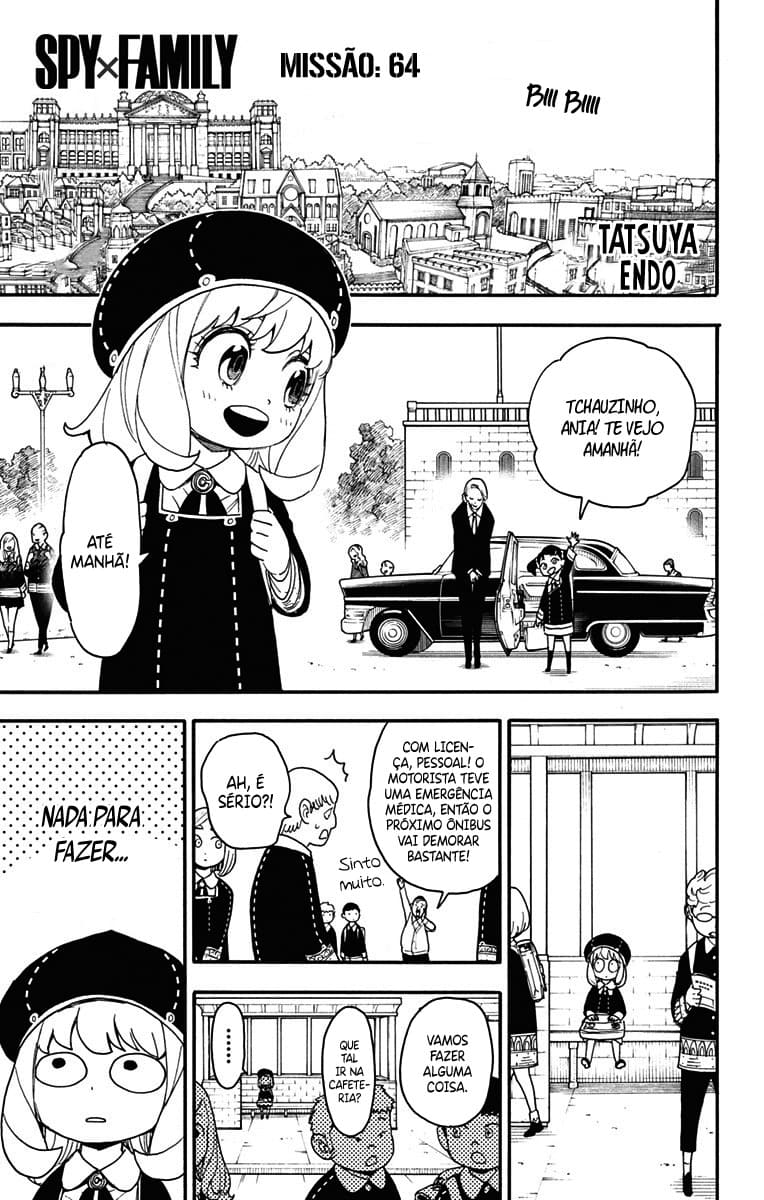 SPY×FAMILY
MISSÃO: 64
BIII BIIII
TATSUYA
ENDO
TCHAUZINHO,
ANIA! TE VEJO
AMANHÃ!
ATÉ
MANHÃ!
COM LICEN-
ÇA, PESSOAL! O
MOTORISTA TEVE
UMA EMERGÊNCIA
MÉDICA, ENTÃO O
PRÓXIMO ÔNIBUS
VAI DEMORAR
BASTANTE!
Sinto
muito.
AH, É
SÉRIO?!
VAMOS
FAZER
ALGUMA
COISA.
QUE
TAL
IR NA
CAFETE-
RIA?
......
NADA PARA
FAZER...